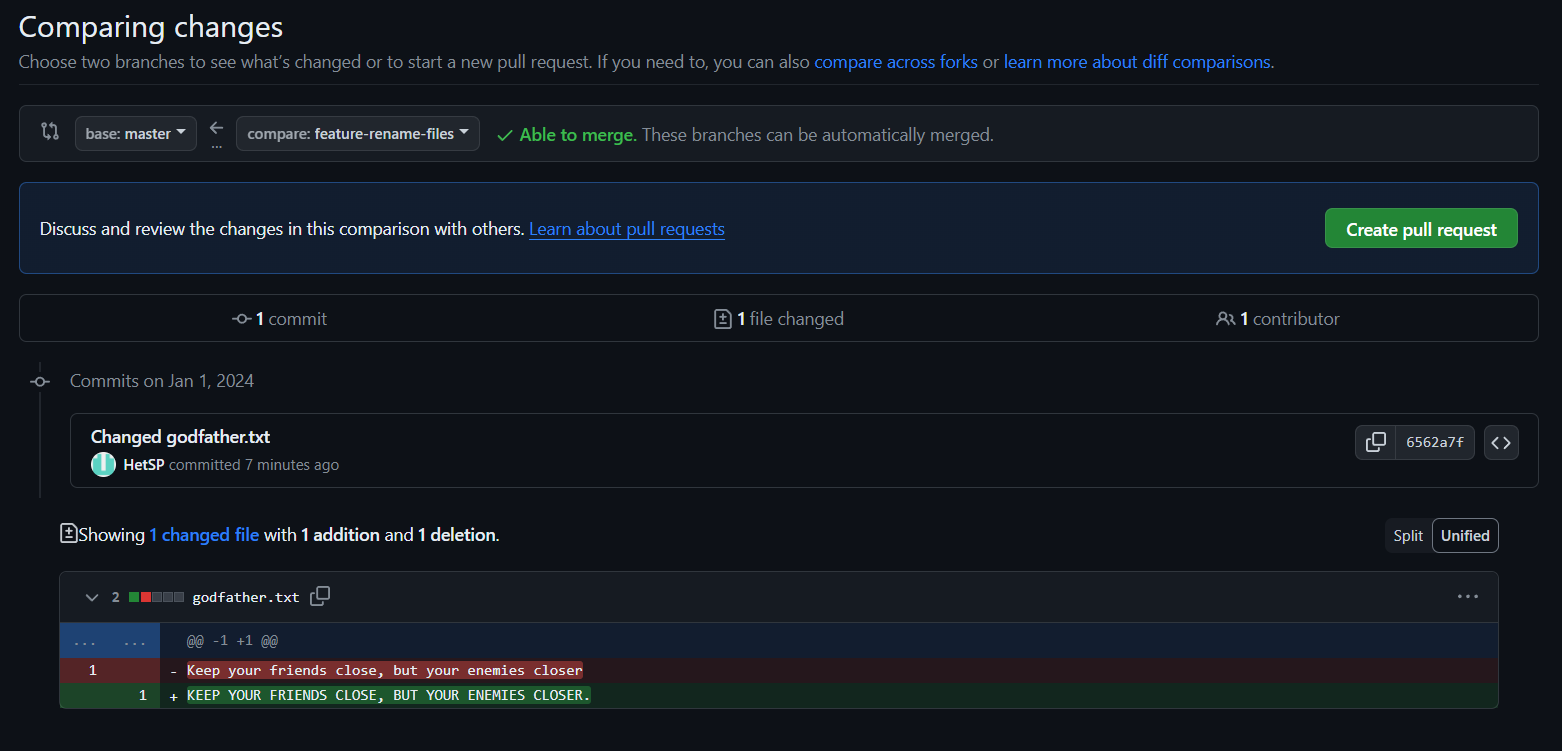 Comparing changes
Choose two branches to see what's changed or to start a new pull request. If you need to, you can also compare across forks or learn more about diff comparisons.
base: master ... compare: feature-rename-files Able to merge. These branches can be automatically merged.
Discuss and review the changes in this comparison with others. Learn about pull requests Create pull request
1 commit 1 file changed 1 contributor
Commits on Jan 1, 2024
Changed godfather.txt
HetSP committed 7 minutes ago 6562a7f
Showing 1 changed file with 1 addition and 1 deletion. Split Unified
2 godfather.txt
... ... @@ -1 +1 @@
1 - Keep your friends close, but your enemies closer
1 + KEEP YOUR FRIENDS CLOSE, BUT YOUR ENEMIES CLOSER.